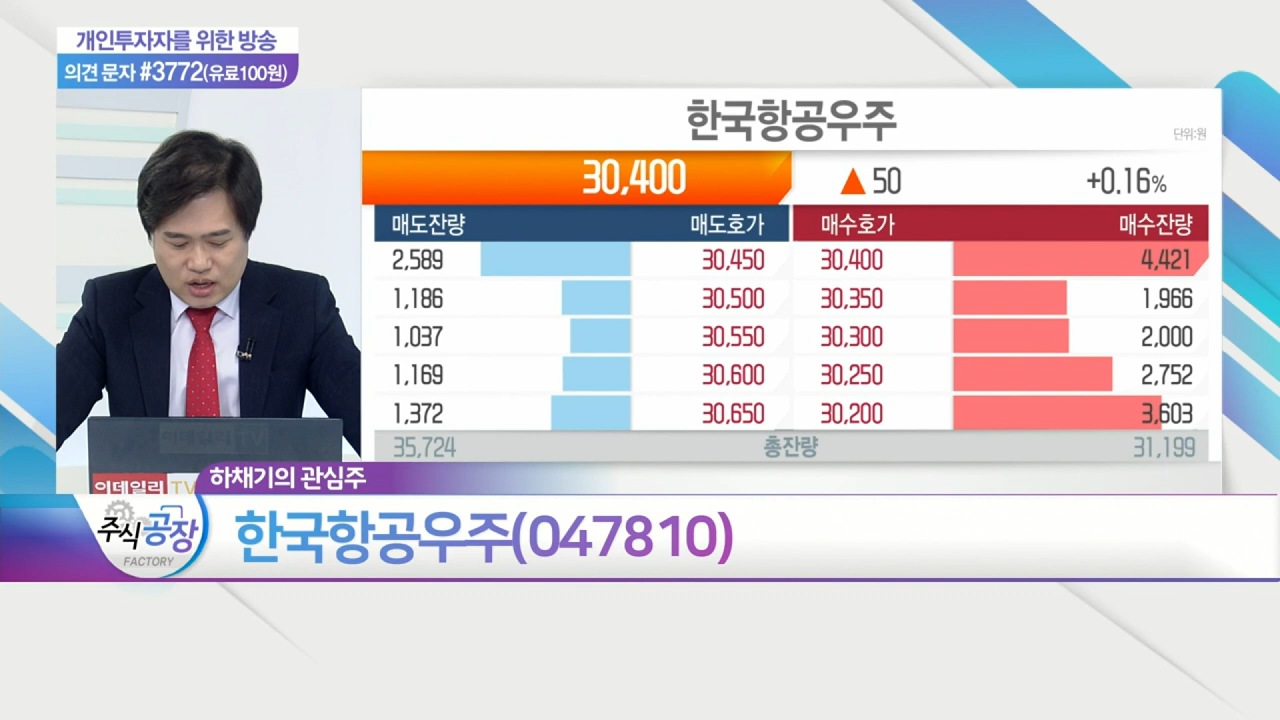 개인투자자를 위한 방송
의견 문자 #3772(유료100원)
한국항공우주
단위:원
30,400 50 +0.16%
매도잔량 매도호가 매수호가 매수잔량
2,589 30,450 30,400 4,421
1,186 30,500 30,350 1,966
1,037 30,550 30,300 2,000
1,169 30,600 30,250 2,752
1,372 30,650 30,200 3,603
35,724 총잔량 31,199
이데일리 TV
이데일리 TV
하채기의 관심주
주식공장
FACTORY
한국항공우주(047810)